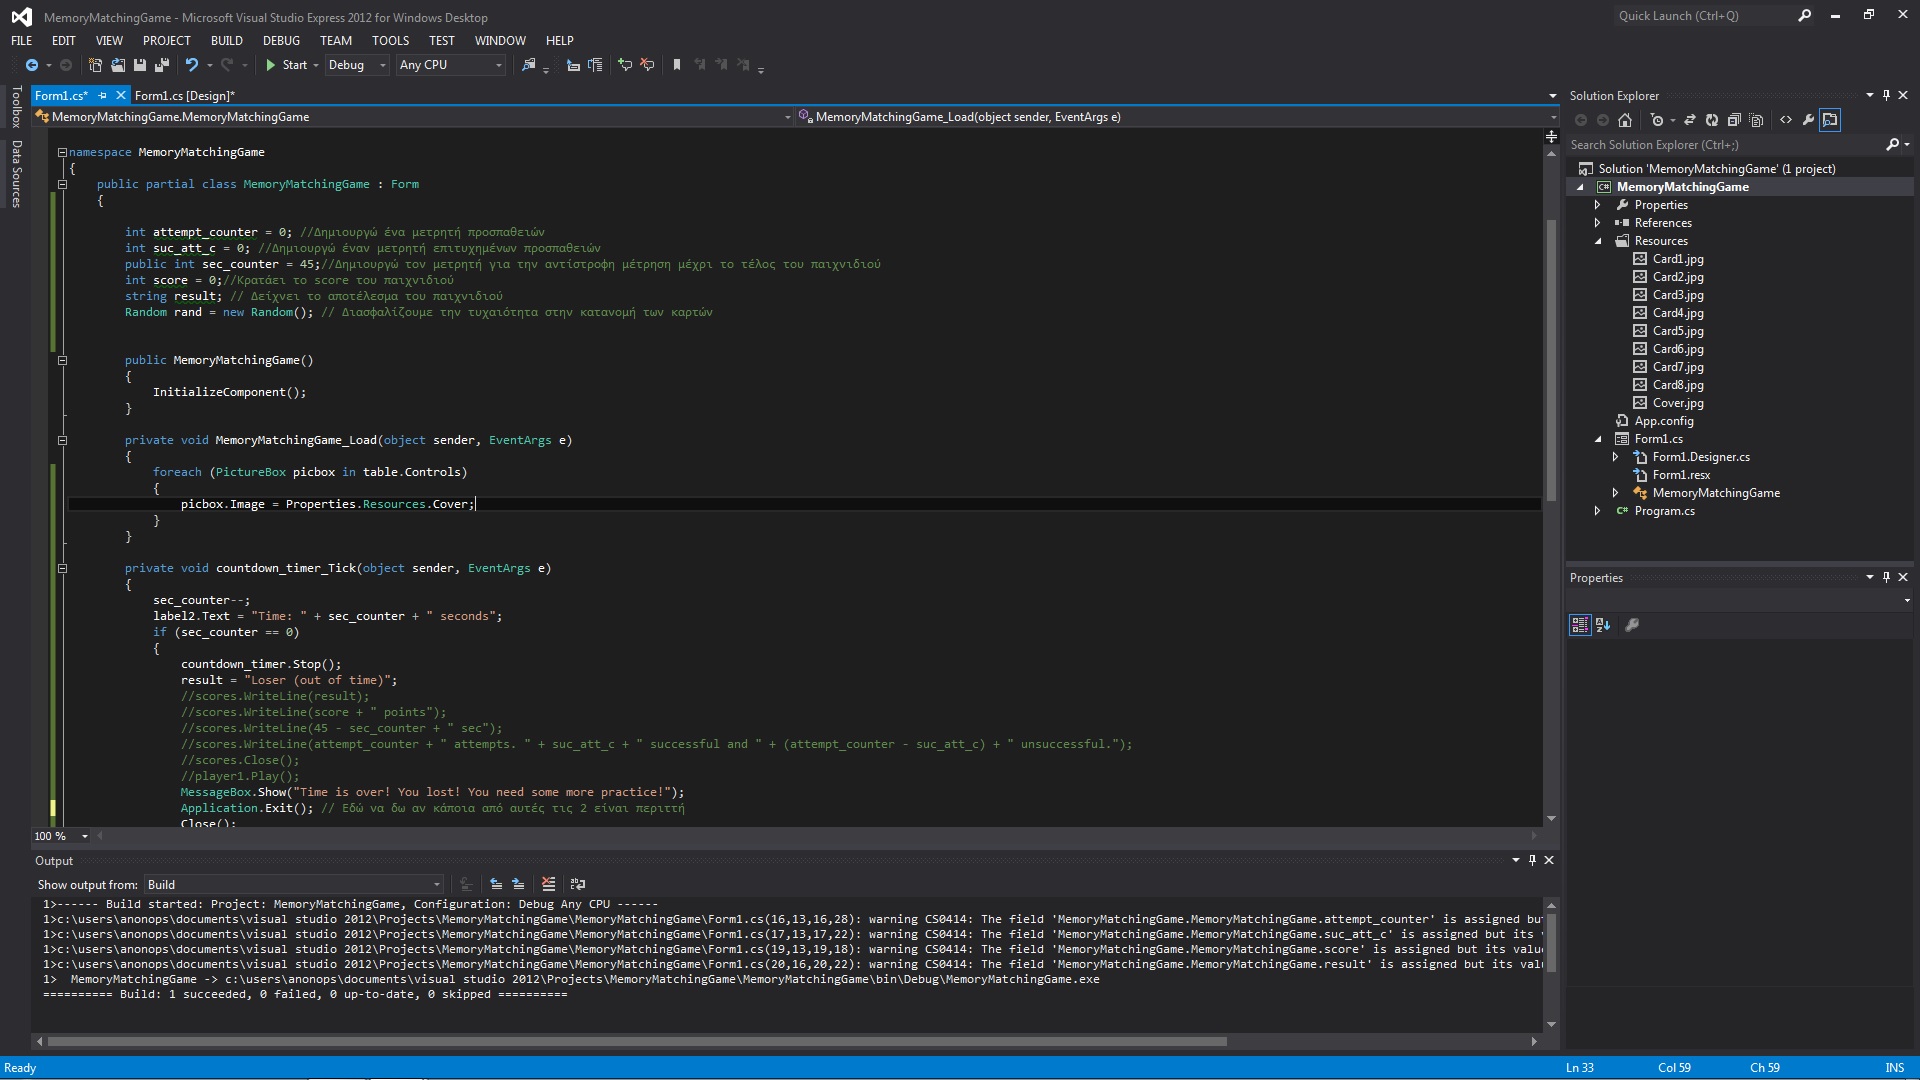 MemoryMatchingGame - Microsoft Visual Studio Express 2012 for Windows Desktop
Quick Launch (Ctrl+Q)
FILE EDIT VIEW PROJECT BUILD DEBUG TEAM TOOLS TEST WINDOW HELP
Start Debug Any CPU
Toolbox
Data Sources
Form1.cs* Form1.cs [Design]*
MemoryMatchingGame.MemoryMatchingGame MemoryMatchingGame_Load(object sender, EventArgs e)
namespace MemoryMatchingGame
{
public partial class MemoryMatchingGame : Form
{
int attempt_counter = 0; //Δημιουργώ ένα μετρητή προσπαθειών
int suc_att_c = 0; //Δημιουργώ έναν μετρητή επιτυχημένων προσπαθειών
public int sec_counter = 45;//Δημιουργώ τον μετρητή για την αντίστροφη μέτρηση μέχρι το τέλος του παιχνιδιού
int score = 0;//Κρατάει το score του παιχνιδιού
string result; // Δείχνει το αποτέλεσμα του παιχνιδιού
Random rand = new Random(); // Διασφαλίζουμε την τυχαιότητα στην κατανομή των καρτών
public MemoryMatchingGame()
{
InitializeComponent();
}
private void MemoryMatchingGame_Load(object sender, EventArgs e)
{
foreach (PictureBox picbox in table.Controls)
{
picbox.Image = Properties.Resources.Cover;
}
}
private void countdown_timer_Tick(object sender, EventArgs e)
{
sec_counter--;
label2.Text = "Time: " + sec_counter + " seconds";
if (sec_counter == 0)
{
countdown_timer.Stop();
result = "Loser (out of time)";
//scores.WriteLine(result);
//scores.WriteLine(score + " points");
//scores.WriteLine(45 - sec_counter + " sec");
//scores.WriteLine(attempt_counter + " attempts. " + suc_att_c + " successful and " + (attempt_counter - suc_att_c) + " unsuccessful.");
//scores.Close();
//player1.Play();
MessageBox.Show("Time is over! You lost! You need some more practice!");
Application.Exit(); // Εδώ να δω αν κάποια από αυτές τις 2 είναι περιττή
Close();
100 %
Output
Show output from: Build
1>------ Build started: Project: MemoryMatchingGame, Configuration: Debug Any CPU ------
1>c:\users\anonops\documents\visual studio 2012\Projects\MemoryMatchingGame\MemoryMatchingGame\Form1.cs(16,13,16,28): warning CS0414: The field 'MemoryMatchingGame.MemoryMatchingGame.attempt_counter' is assigned bu
1>c:\users\anonops\documents\visual studio 2012\Projects\MemoryMatchingGame\MemoryMatchingGame\Form1.cs(17,13,17,22): warning CS0414: The field 'MemoryMatchingGame.MemoryMatchingGame.suc_att_c' is assigned but its
1>c:\users\anonops\documents\visual studio 2012\Projects\MemoryMatchingGame\MemoryMatchingGame\Form1.cs(19,13,19,18): warning CS0414: The field 'MemoryMatchingGame.MemoryMatchingGame.score' is assigned but its valu
1>c:\users\anonops\documents\visual studio 2012\Projects\MemoryMatchingGame\MemoryMatchingGame\Form1.cs(20,16,20,22): warning CS0414: The field 'MemoryMatchingGame.MemoryMatchingGame.result' is assigned but its valu
1> MemoryMatchingGame -> c:\users\anonops\documents\visual studio 2012\Projects\MemoryMatchingGame\MemoryMatchingGame\bin\Debug\MemoryMatchingGame.exe
========== Build: 1 succeeded, 0 failed, 0 up-to-date, 0 skipped ==========
Solution Explorer
Search Solution Explorer (Ctrl+;)
Solution 'MemoryMatchingGame' (1 project)
MemoryMatchingGame
Properties
References
Resources
Card1.jpg
Card2.jpg
Card3.jpg
Card4.jpg
Card5.jpg
Card6.jpg
Card7.jpg
Card8.jpg
Cover.jpg
App.config
Form1.cs
Form1.Designer.cs
Form1.resx
MemoryMatchingGame
Program.cs
Properties
Ready Ln 33 Col 59 Ch 59 INS